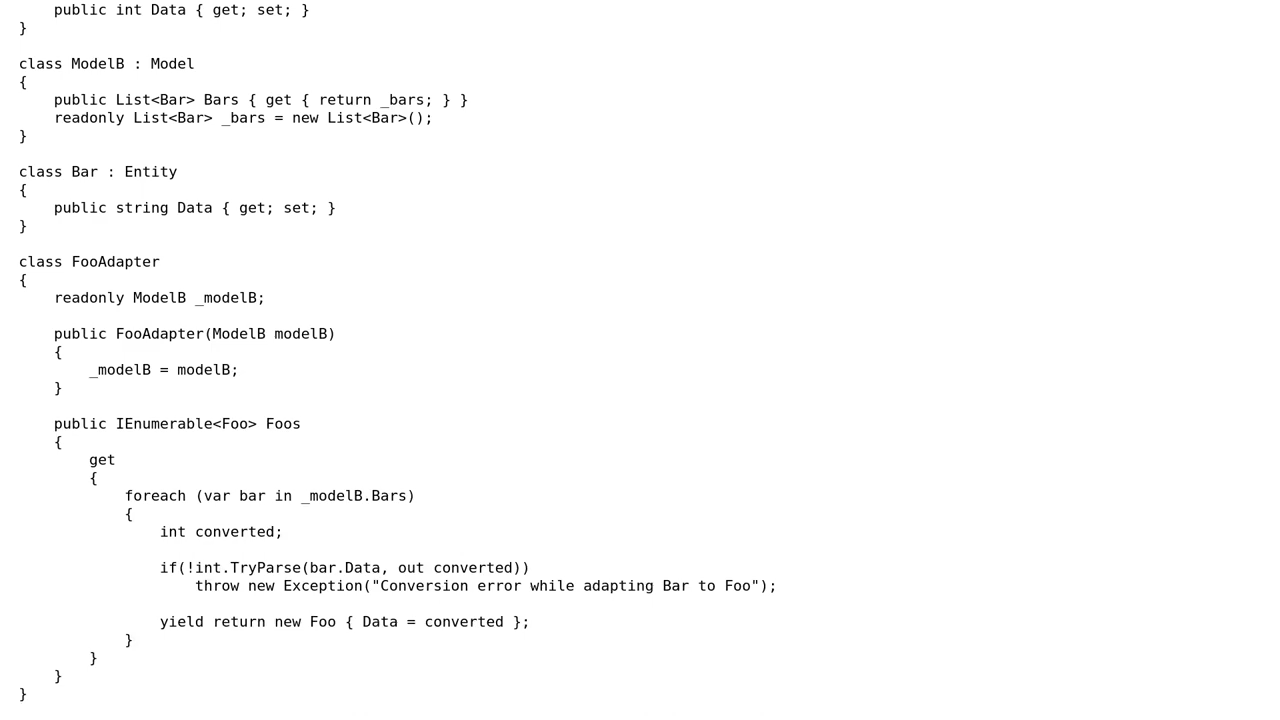 public int Data { get; set; }
}

class ModelB : Model
{
    public List<Bar> Bars { get { return _bars; } }
    readonly List<Bar> _bars = new List<Bar>();
}

class Bar : Entity
{
    public string Data { get; set; }
}

class FooAdapter
{
    readonly ModelB _modelB;

    public FooAdapter(ModelB modelB)
    {
        _modelB = modelB;
    }

    public IEnumerable<Foo> Foos
    {
        get
        {
            foreach (var bar in _modelB.Bars)
            {
                int converted;

                if(!int.TryParse(bar.Data, out converted))
                    throw new Exception("Conversion error while adapting Bar to Foo");

                yield return new Foo { Data = converted };
            }
        }
    }
}